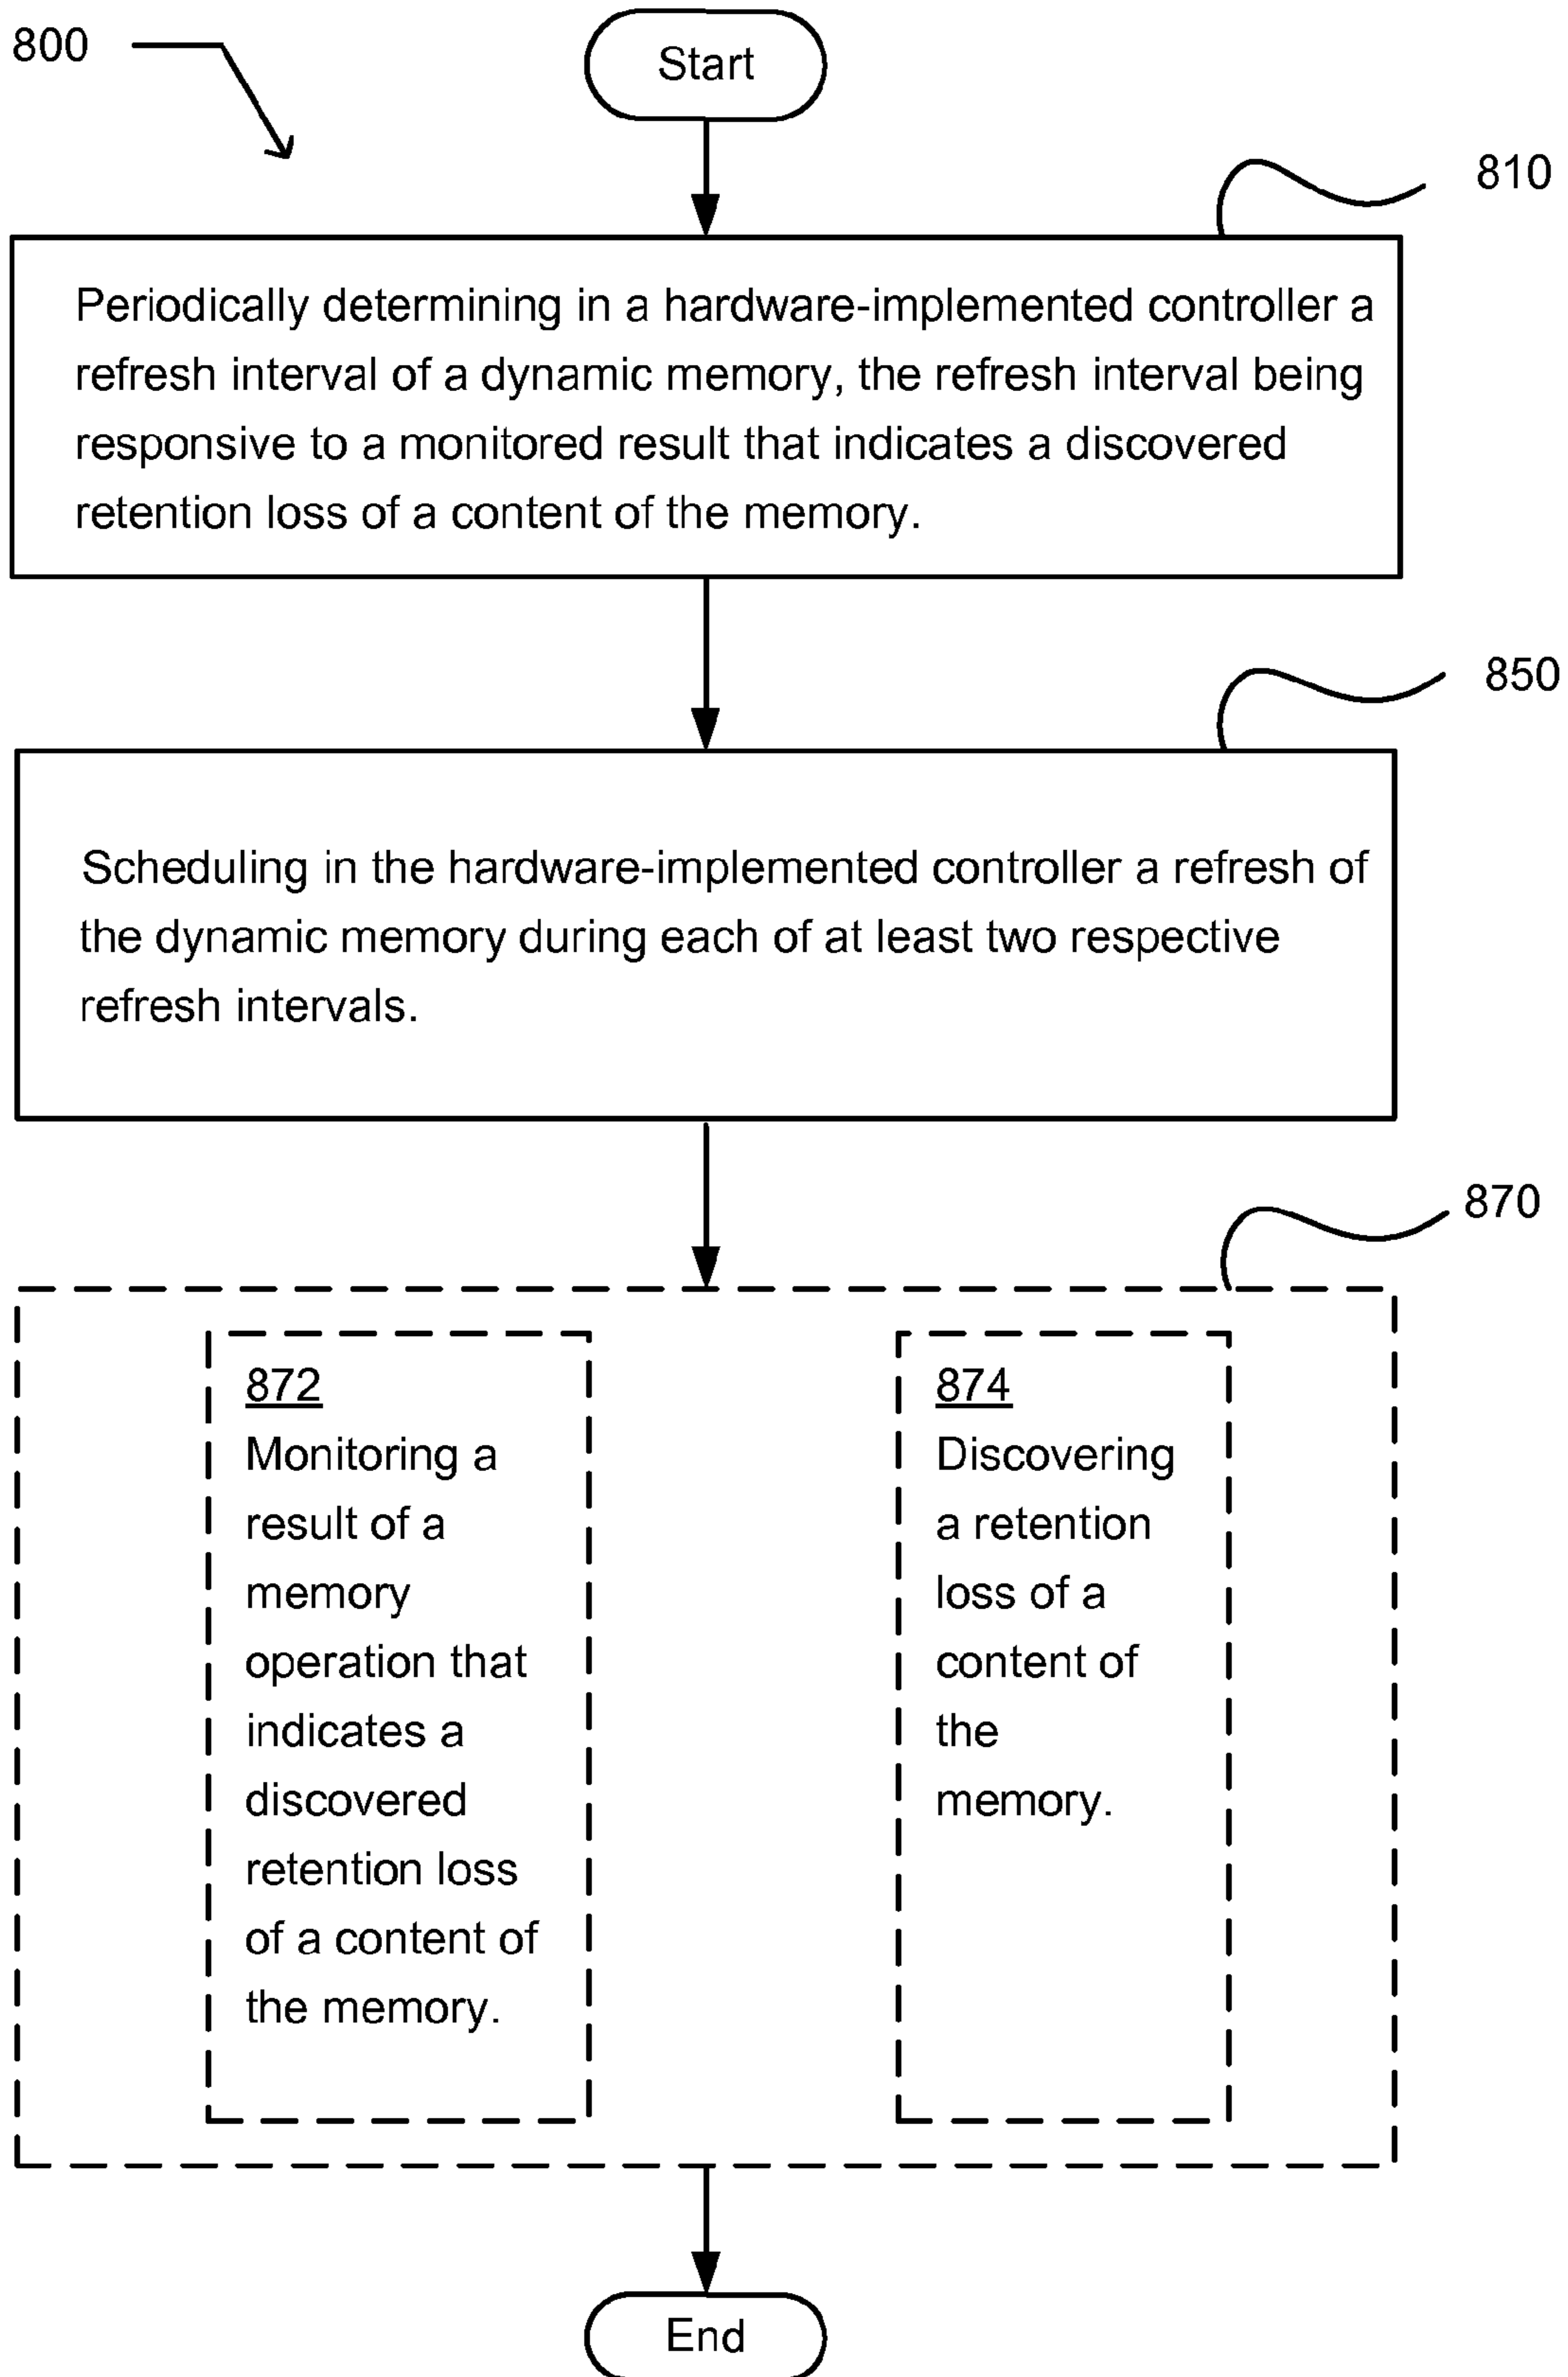 800
Start
810
Periodically determining in a hardware-implemented controller a
refresh interval of a dynamic memory, the refresh interval being
responsive to a monitored result that indicates a discovered
retention loss of a content of the memory.
850
Scheduling in the hardware-implemented controller a refresh of
the dynamic memory during each of at least two respective
refresh intervals.
870
872
Monitoring a
result of a
memory
operation that
indicates a
discovered
retention loss
of a content of
the memory.
874
Discovering
a retention
loss of a
content of
the
memory.
End